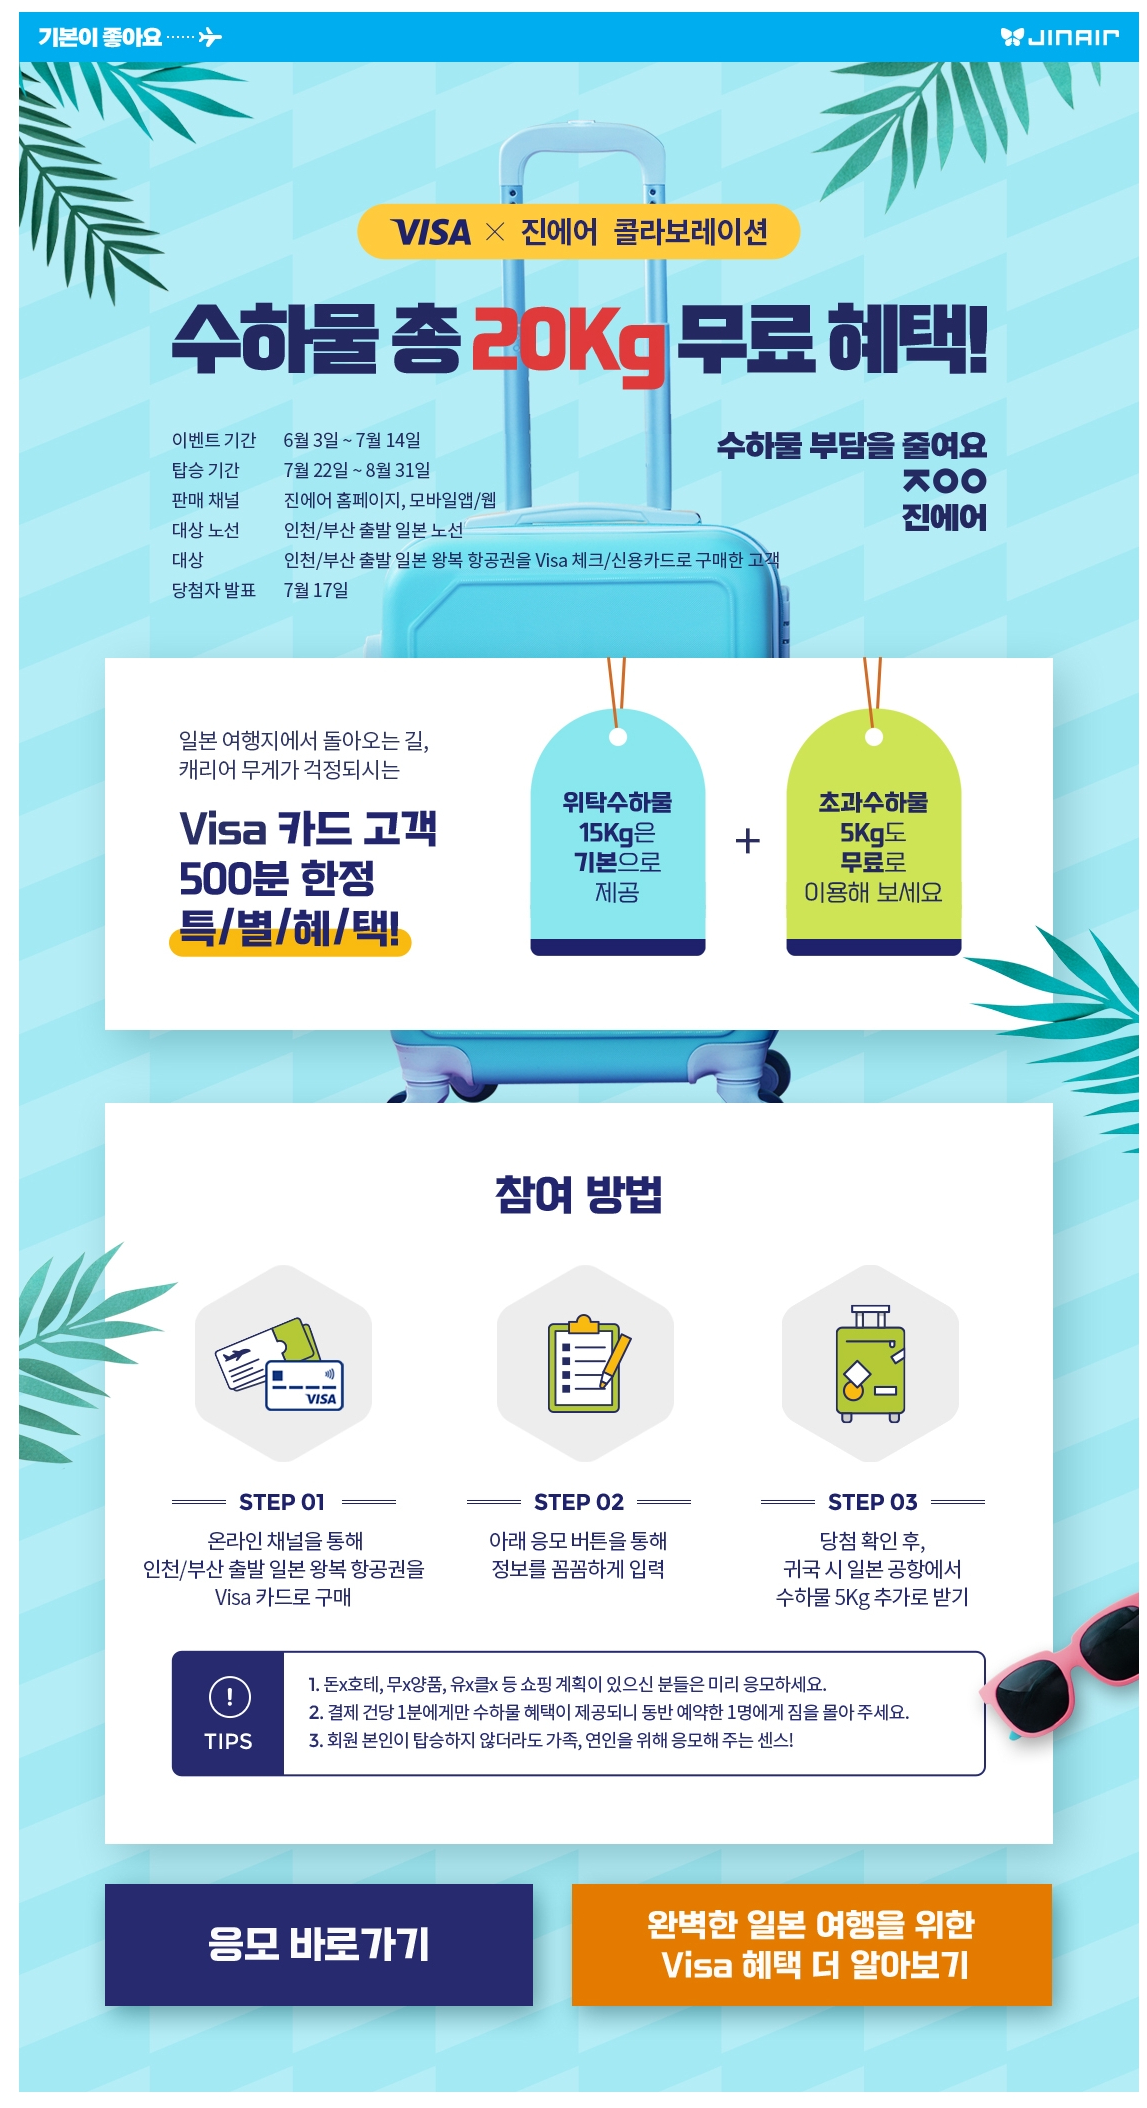 기본이 좋아요
JINAIR
VISA × 진에어 콜라보레이션
수하물 총 20Kg 무료 혜택!
이벤트 기간 6월 3일 ~ 7월 14일
탑승 기간 7월 22일 ~ 8월 31일
판매 채널 진에어 홈페이지, 모바일앱/웹
대상 노선 인천/부산 출발 일본 노선
대상 인천/부산 출발 일본 왕복 항공권을 Visa 체크/신용카드로 구매한 고객
당첨자 발표 7월 17일
수하물 부담을 줄여요
ㅈㅇㅇ
진에어
일본 여행지에서 돌아오는 길,
캐리어 무게가 걱정되시는
Visa 카드 고객
500분 한정
특/별/혜/택!
위탁수하물
15Kg은
기본으로
제공
+
초과수하물
5Kg도
무료로
이용해 보세요
참여 방법
VISA
STEP 01
온라인 채널을 통해
인천/부산 출발 일본 왕복 항공권을
Visa 카드로 구매
STEP 02
아래 응모 버튼을 통해
정보를 꼼꼼하게 입력
STEP 03
당첨 확인 후,
귀국 시 일본 공항에서
수하물 5Kg 추가로 받기
!
TIPS
1. 돈x호테, 무x양품, 유x클x 등 쇼핑 계획이 있으신 분들은 미리 응모하세요.
2. 결제 건당 1분에게만 수하물 혜택이 제공되니 동반 예약한 1명에게 짐을 몰아 주세요.
3. 회원 본인이 탑승하지 않더라도 가족, 연인을 위해 응모해 주는 센스!
응모 바로가기
완벽한 일본 여행을 위한
Visa 혜택 더 알아보기